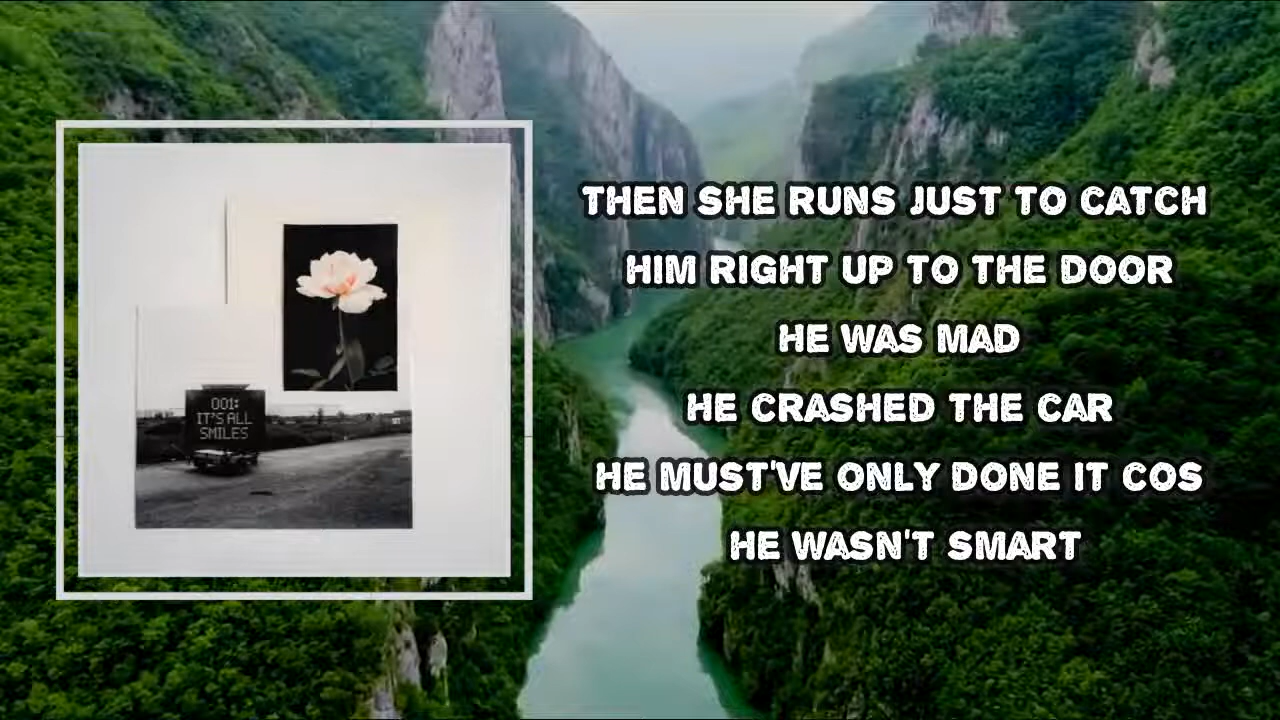 001:
IT'S ALL
SMILES
THEN SHE RUNS JUST TO CATCH
HIM RIGHT UP TO THE DOOR
HE WAS MAD
HE CRASHED THE CAR
HE MUST'VE ONLY DONE IT COS
HE WASN'T SMART